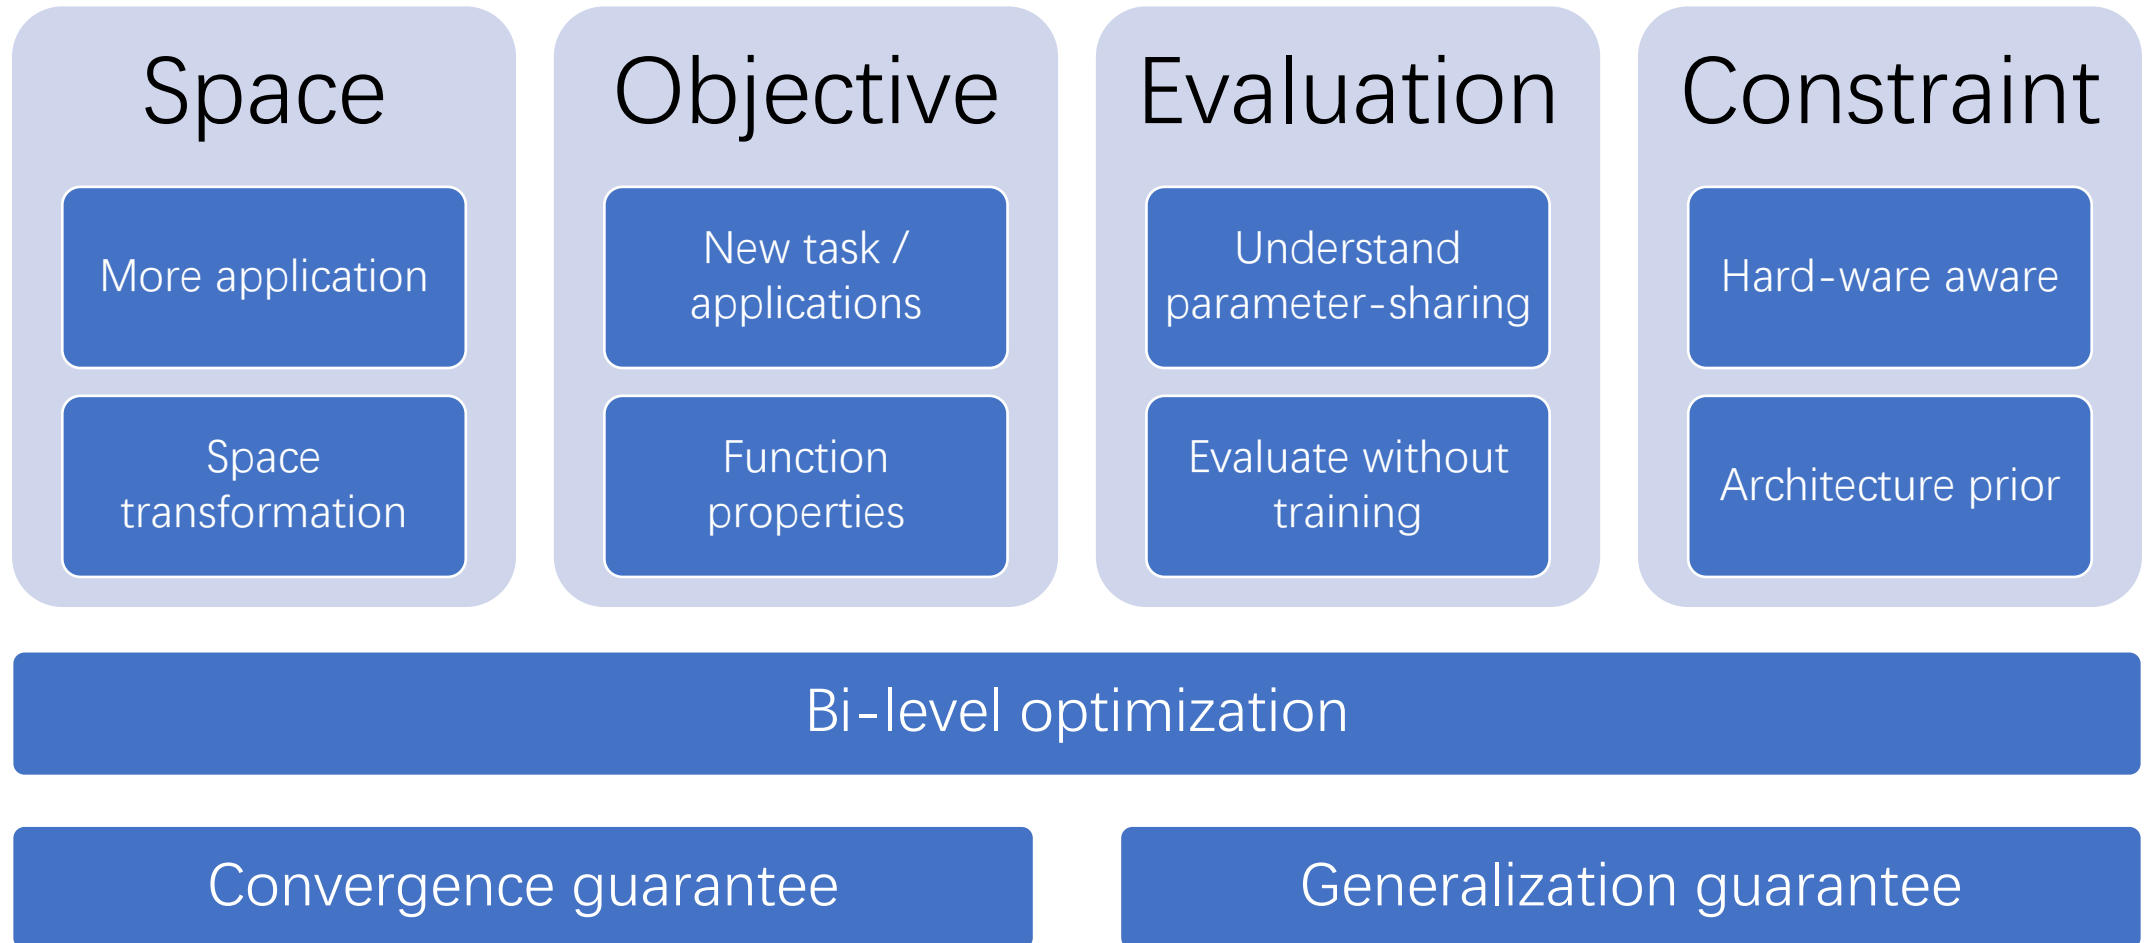 Space
More application
Space
transformation
Objective
New task /
applications
Function
properties
Evaluation
Understand
parameter-sharing
Evaluate without
training
Constraint
Hard-ware aware
Architecture prior
Bi-level optimization
Convergence guarantee
Generalization guarantee